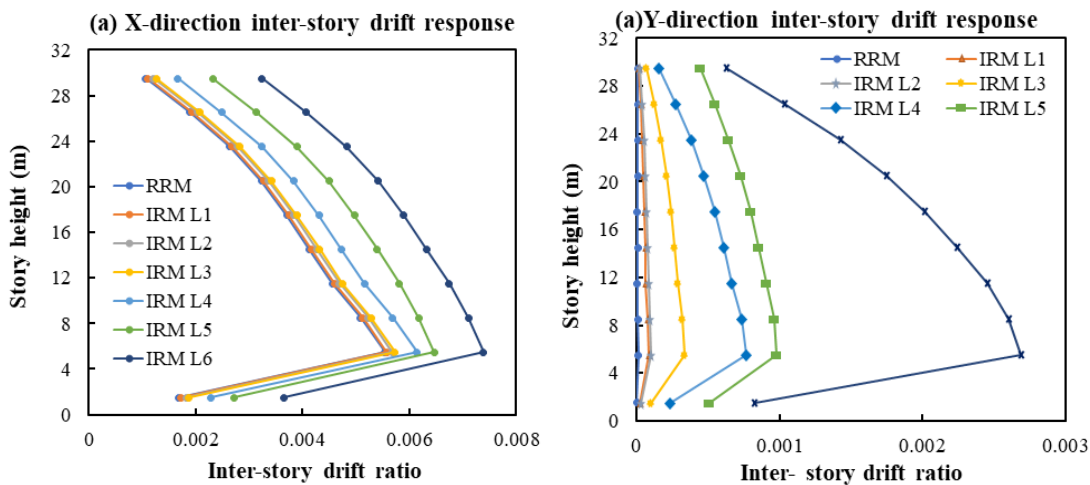 (a) X-direction inter-story drift response
32
28
24
20
16
12
8
4
0
Story height (m)
RRM
IRM L1
IRM L2
IRM L3
IRM L4
IRM L5
IRM L6
0
0.002
0.004
0.006
0.008
Inter-story drift ratio
(a)Y-direction inter-story drift response
32
28
24
20
16
12
8
4
0
Story height (m)
RRM
IRM L1
IRM L2
IRM L3
IRM L4
IRM L5
0
0.001
0.002
0.003
Inter- story drift ratio